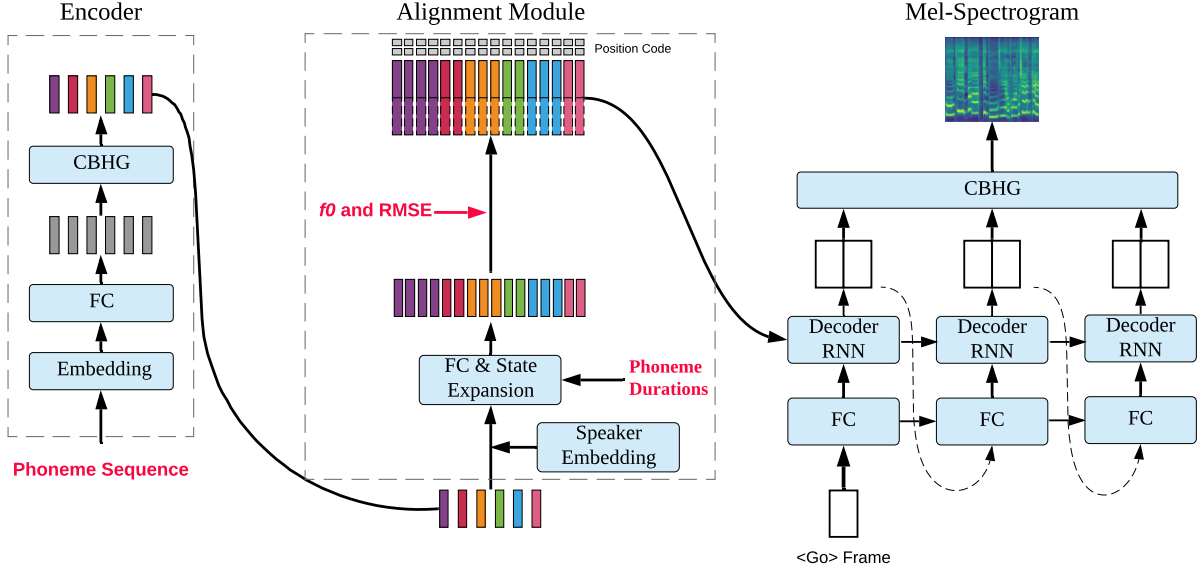 Encoder
CBHG
FC
Embedding
Phoneme Sequence
Alignment Module
Position Code
f0 and RMSE
FC & State
Expansion
Phoneme
Durations
Speaker
Embedding
Mel-Spectrogram
CBHG
Decoder
RNN
Decoder
RNN
Decoder
RNN
FC
FC
FC
<Go> Frame